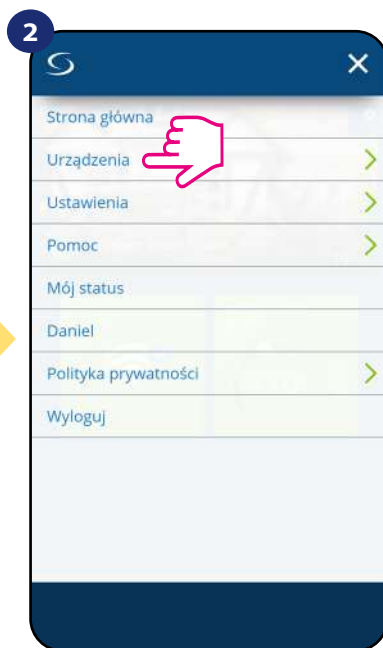 2
Strona główna
Urządzenia
Ustawienia
Pomoc
Mój status
Daniel
Polityka prywatności
Wyloguj